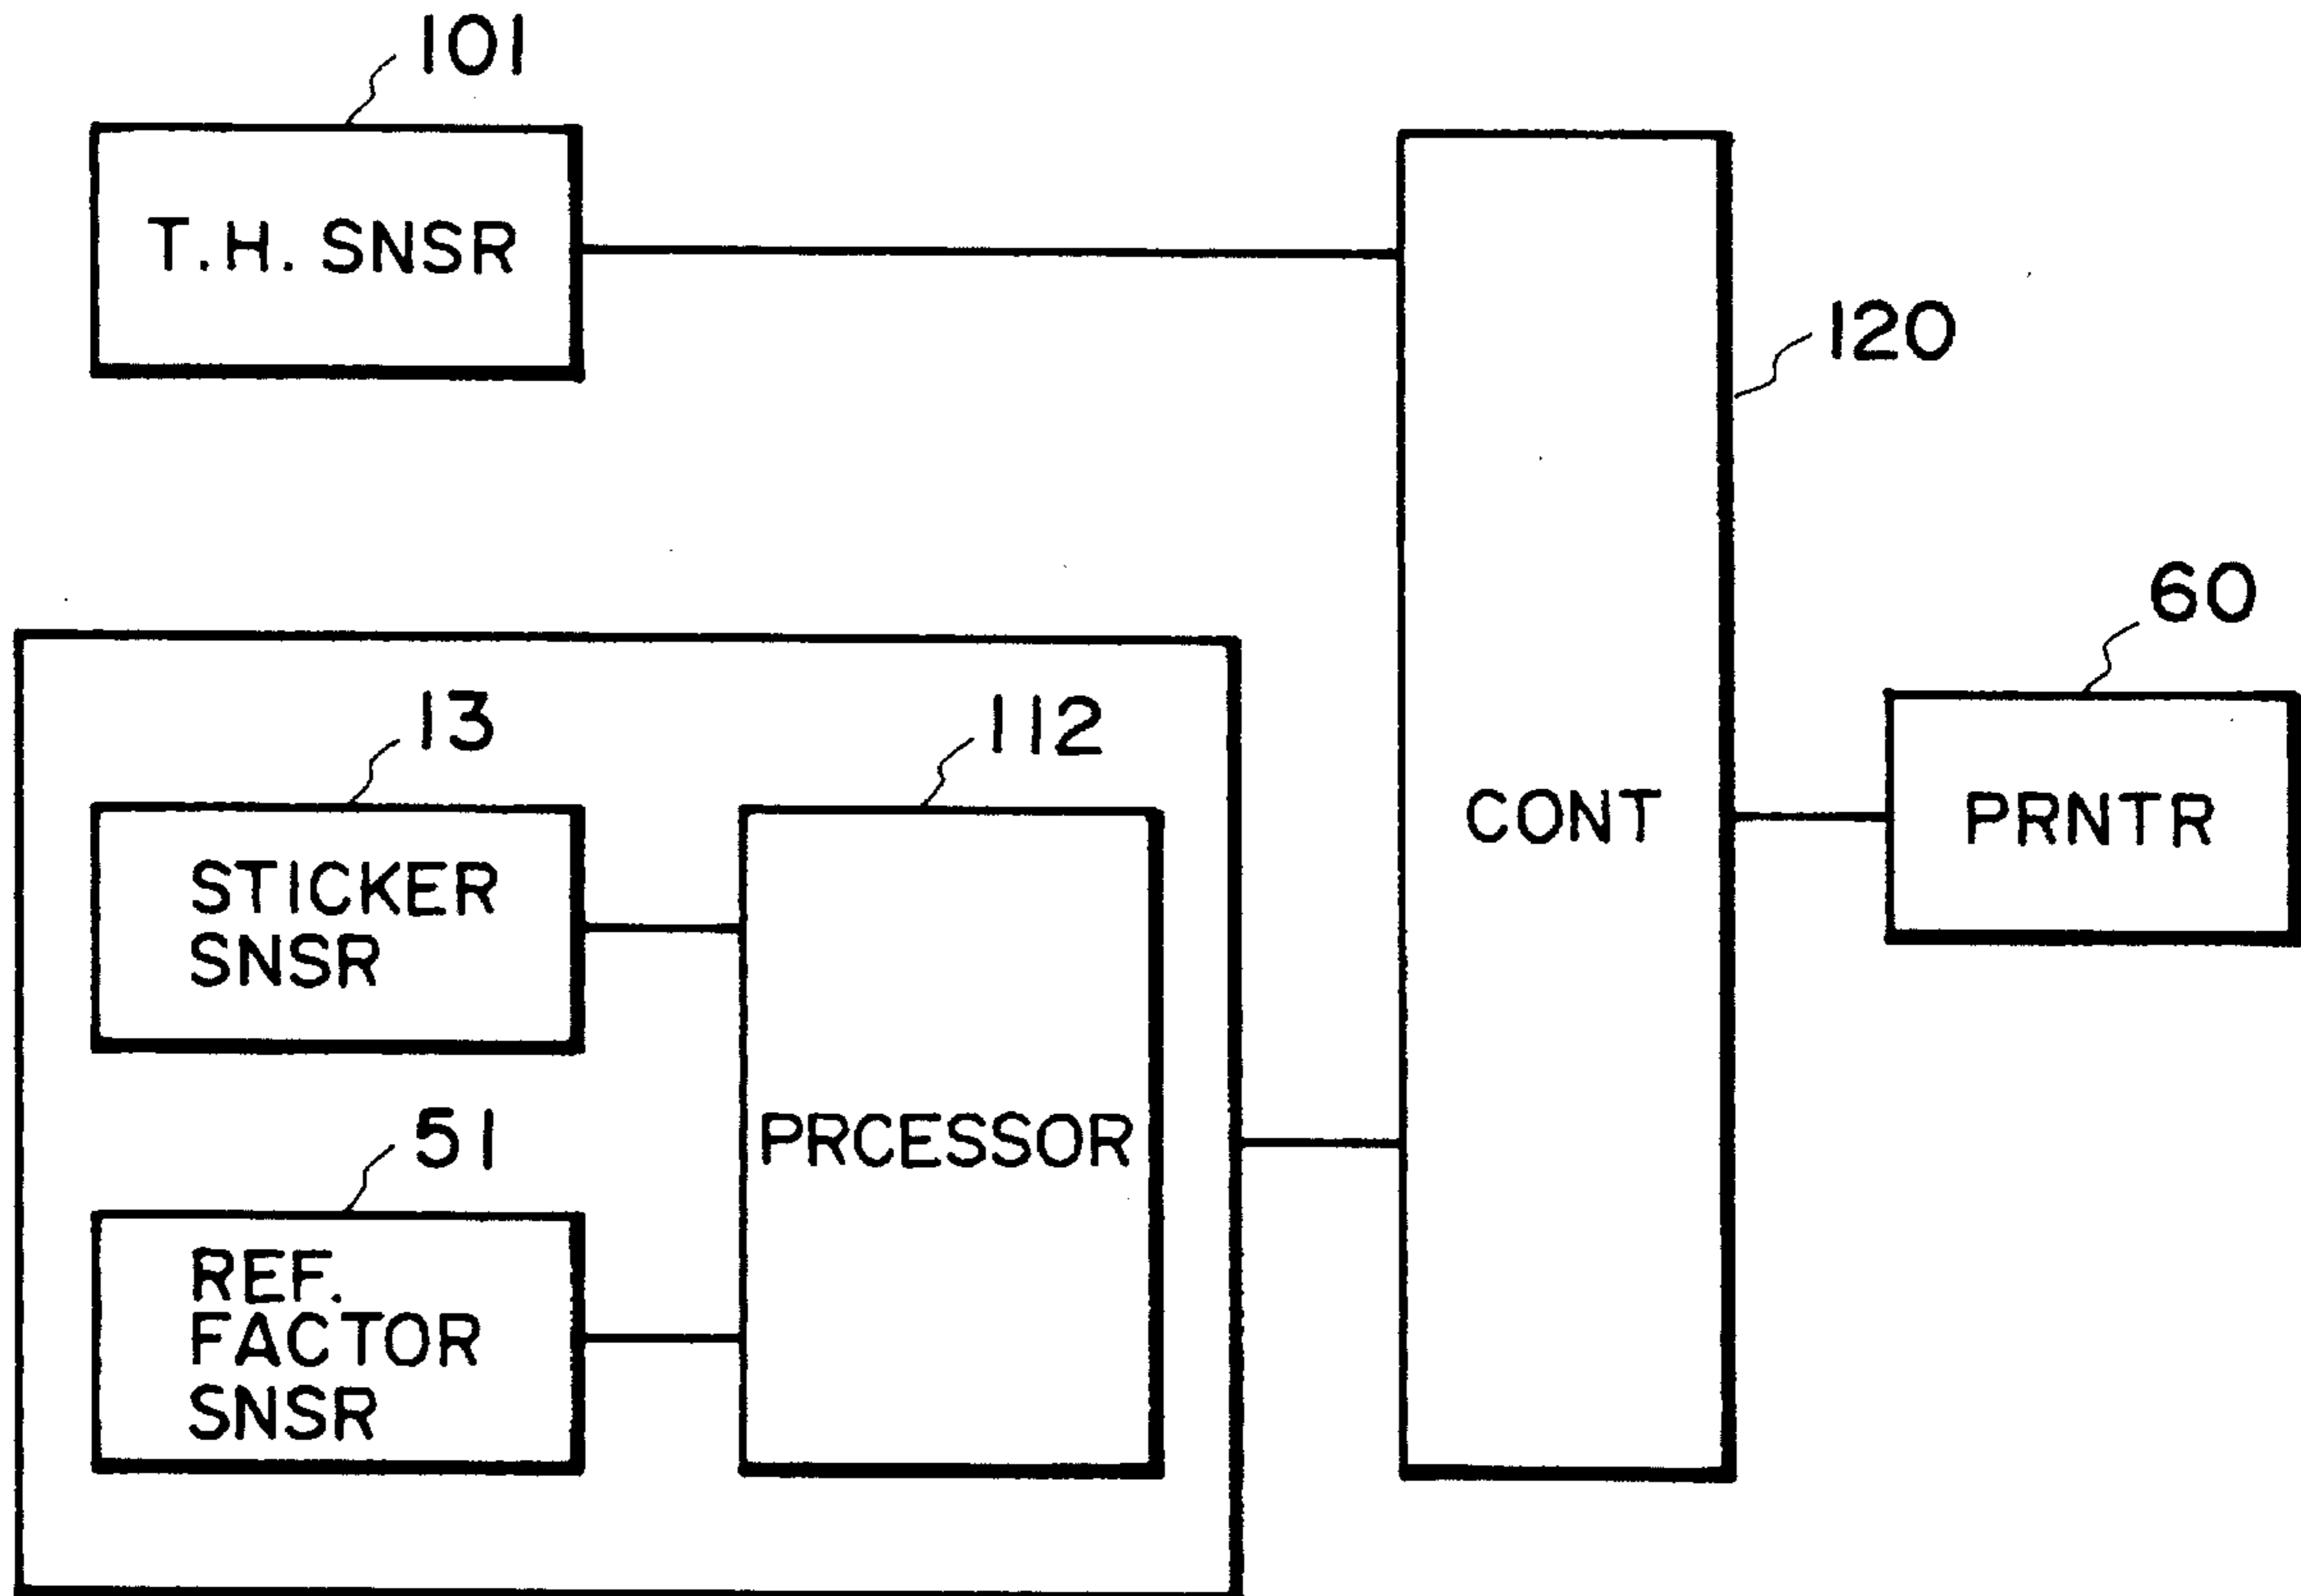 101
T.H. SNSR
120
60
13
112
CONT
PRNTR
STICKER
SNSR
51
PRCESSOR
REF.
FACTOR
SNSR